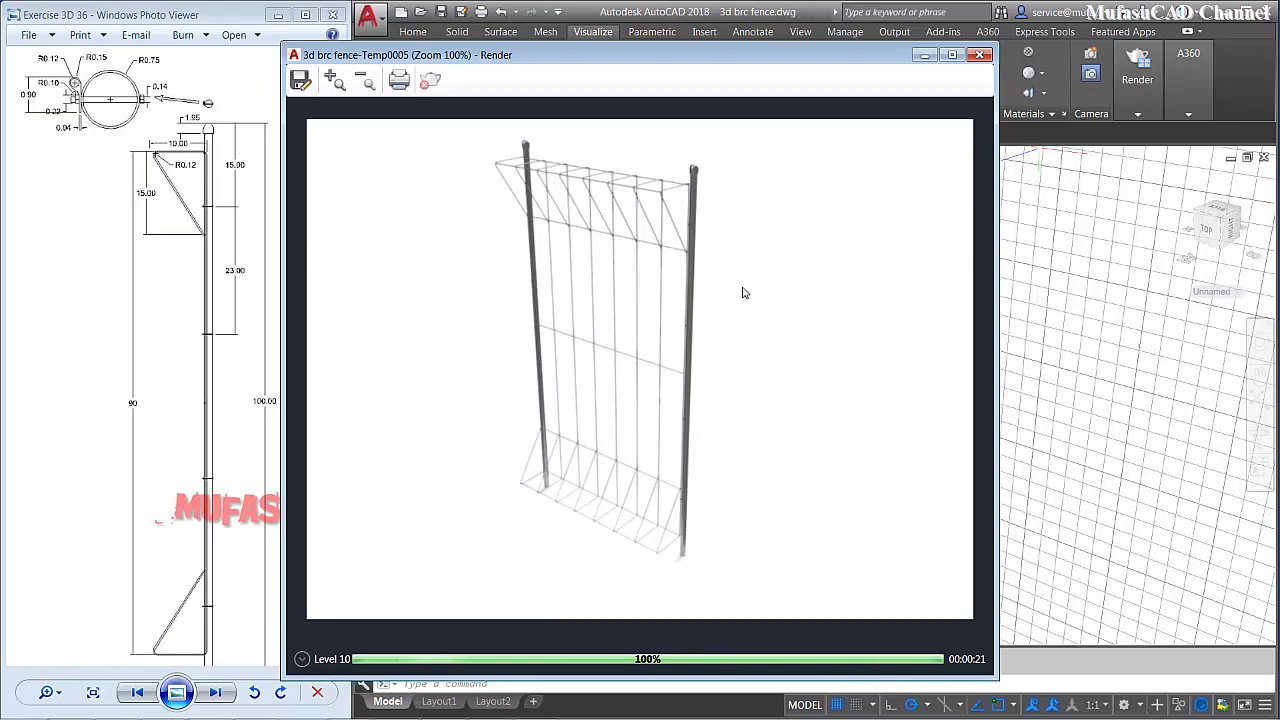 Exercise 3D 36 - Windows Photo Viewer
File
Print
E-mail
Burn
Open
R0.12
R0.15
R0.75
R0.10
0.14
0.90
0.22
0.04
1.95
10.00
R0.12
15.00
15.00
23.00
90
100.00
MUFAS
Autodesk AutoCAD 2018
3d brc fence.dwg
Type a keyword or phrase
MufasuCAD Channel
Home
Solid
Surface
Mesh
Visualize
Parametric
Insert
Annotate
View
Manage
Output
Add-ins
A360
Express Tools
Featured Apps
3d brc fence-Temp0005 (Zoom 100%) - Render
Render
A360
Materials
Camera
TOP
Unnamed
Level 10
100%
00:00:21
Type a command
Model
Layout1
Layout2
MODEL
1:1